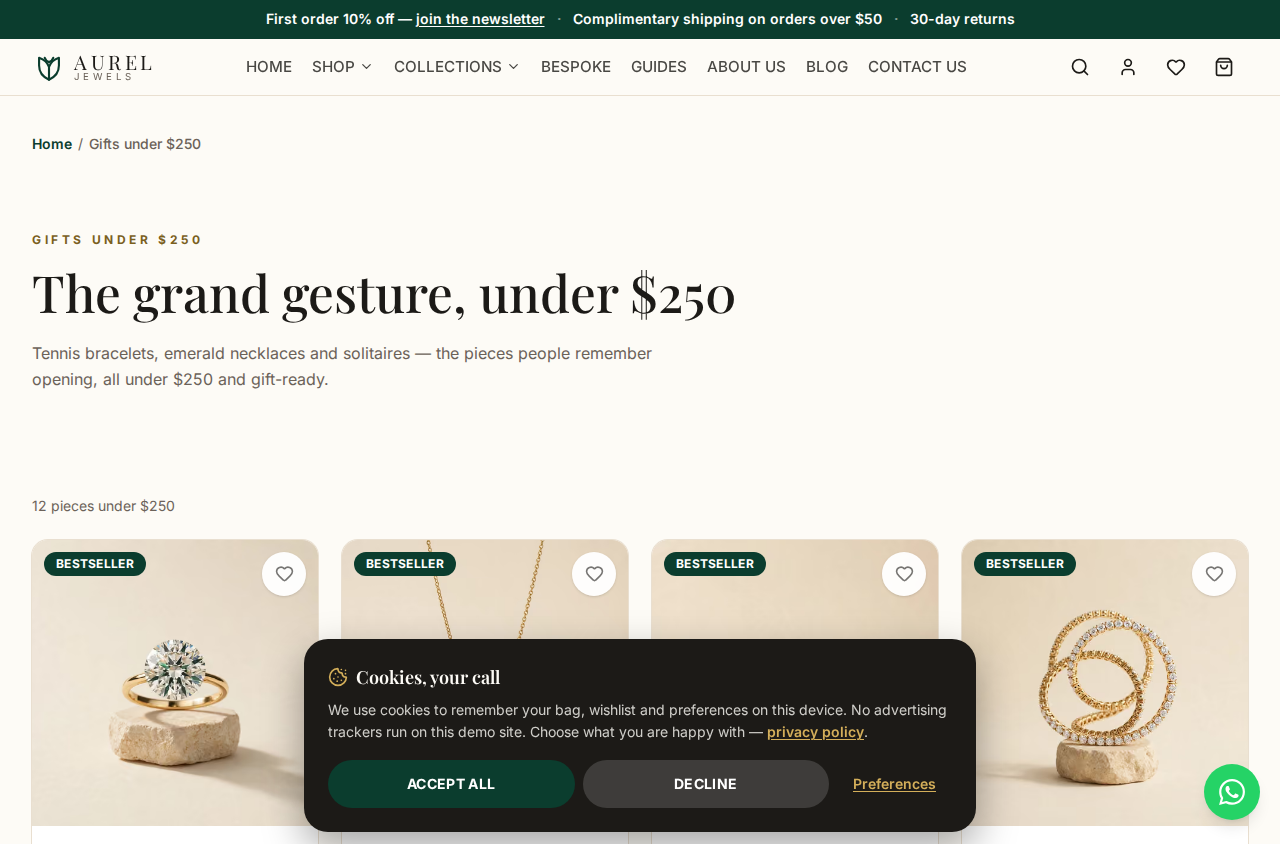 First order 10% off — join the newsletter · Complimentary shipping on orders over $50 · 30-day returns
AUREL
JEWELS
HOME SHOP COLLECTIONS BESPOKE GUIDES ABOUT US BLOG CONTACT US
Home / Gifts under $250
GIFTS UNDER $250
The grand gesture, under $250
Tennis bracelets, emerald necklaces and solitaires — the pieces people remember
opening, all under $250 and gift-ready.
12 pieces under $250
BESTSELLER BESTSELLER BESTSELLER BESTSELLER
Cookies, your call
We use cookies to remember your bag, wishlist and preferences on this device. No advertising
trackers run on this demo site. Choose what you are happy with — privacy policy.
ACCEPT ALL DECLINE Preferences